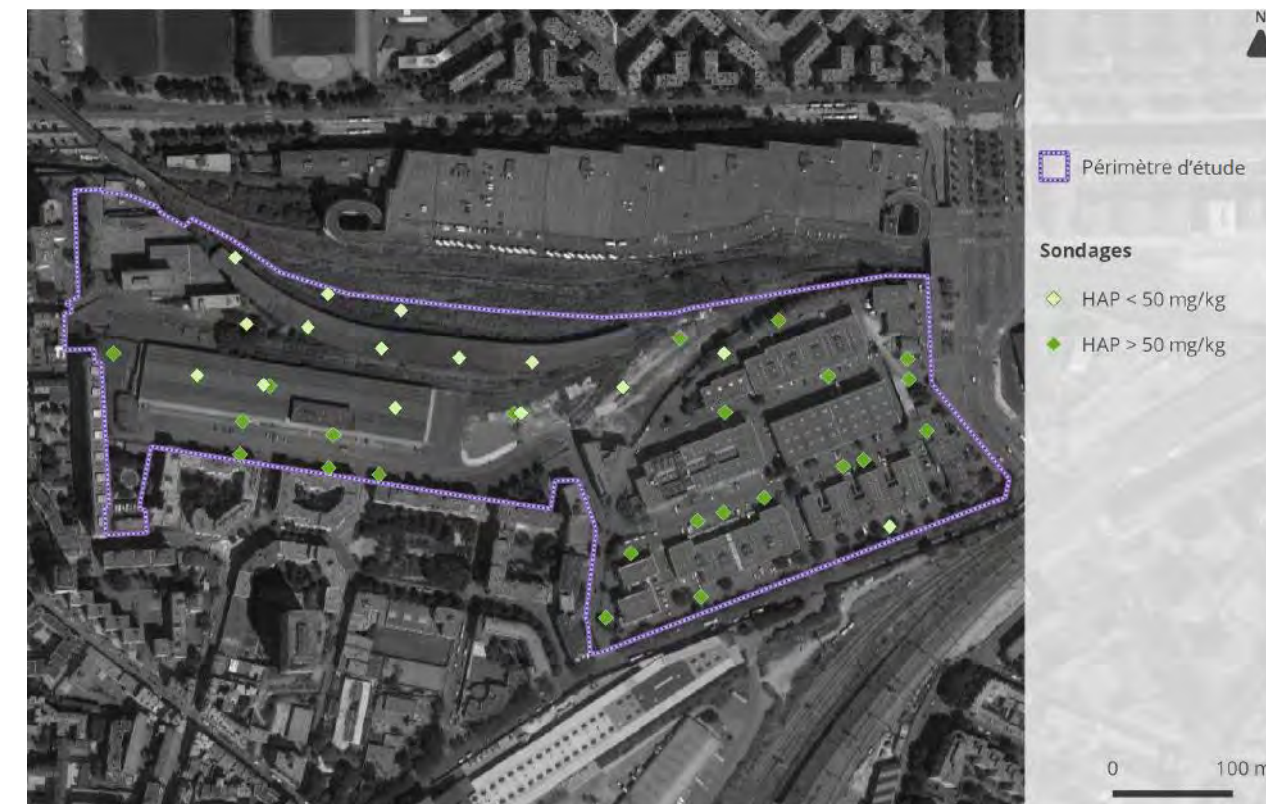 N
Périmètre d'étude
Sondages
HAP < 50 mg/kg
HAP > 50 mg/kg
0 100 m